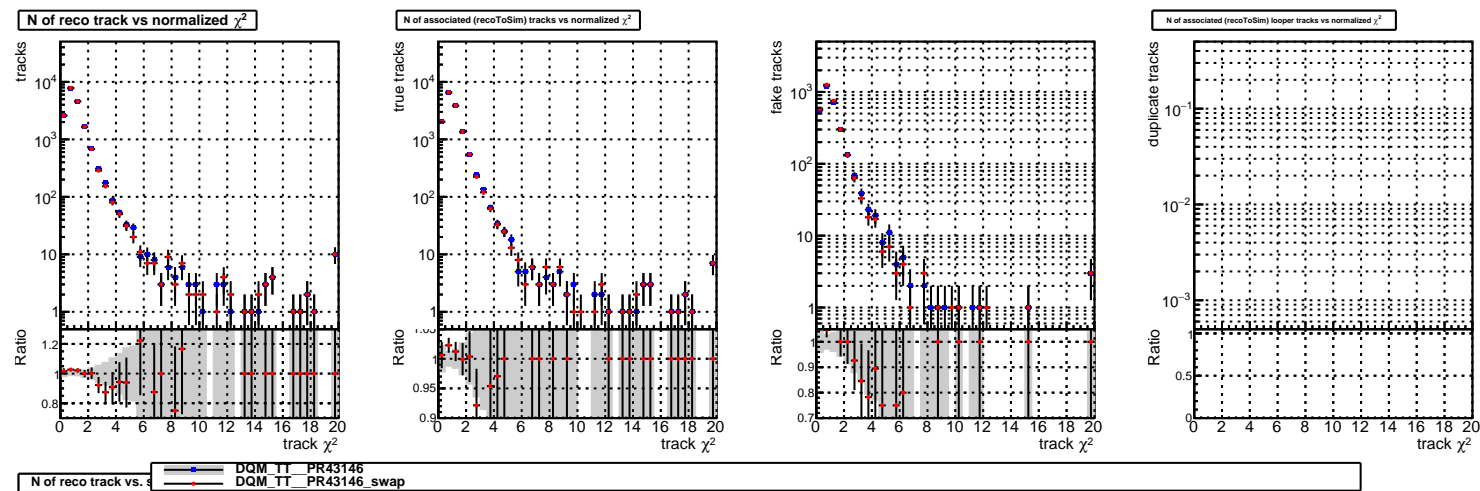 N of reco track vs normalized χ²
N of associated (recoToSim) tracks vs normalized χ²
N of associated (recoToSim) looper tracks vs normalized χ²
tracks
10⁴
10³
10²
10
1
Ratio
1.2
1.0
0.8
0 2 4 6 8 10 12 14 16 18 20
track χ²
true tracks
10⁴
10³
10²
10
1
Ratio
1.05
1
0.95
0.9
0 2 4 6 8 10 12 14 16 18 20
track χ²
fake tracks
10³
10²
10
1
Ratio
1
0.9
0.8
0.7
0 2 4 6 8 10 12 14 16 18 20
track χ²
duplicate tracks
10⁻¹
10⁻²
10⁻³
Ratio
1
0.5
0
0 2 4 6 8 10 12 14 16 18 20
track χ²
N of reco track vs.
DQM_TT__PR43146
DQM_TT__PR43146_swap